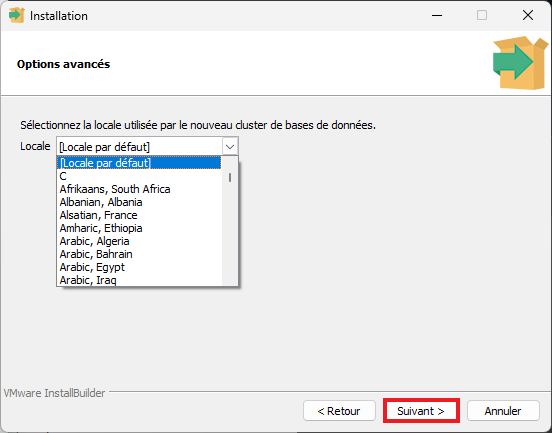 Installation
Options avancés
Sélectionnez la locale utilisée par le nouveau cluster de bases de données.
Locale [Locale par défaut]
[Locale par défaut]
C
Afrikaans, South Africa
Albanian, Albania
Alsatian, France
Amharic, Ethiopia
Arabic, Algeria
Arabic, Bahrain
Arabic, Egypt
Arabic, Iraq
VMware InstallBuilder
< Retour Suivant > Annuler